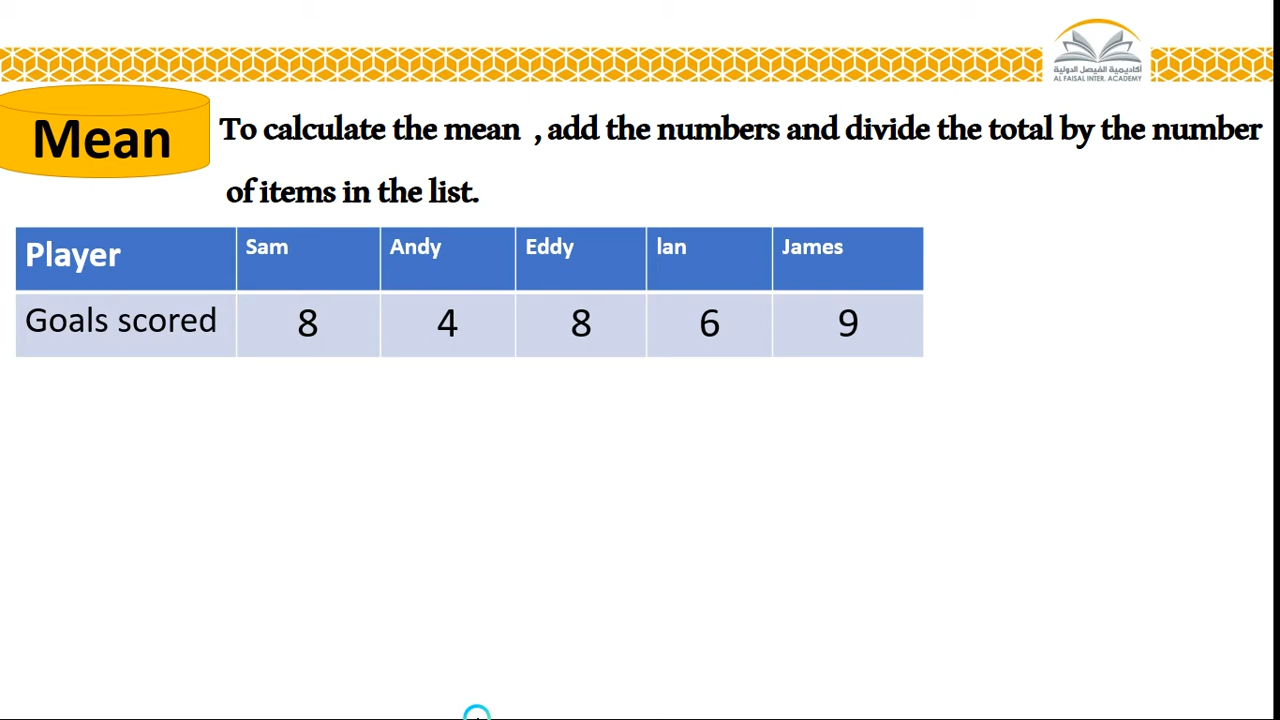 أكاديمية الفيصل الدولية
AL FAISAL INTER. ACADEMY
Mean
To calculate the mean , add the numbers and divide the total by the number
of items in the list.
Player Sam Andy Eddy lan James
Goals scored 8 4 8 6 9